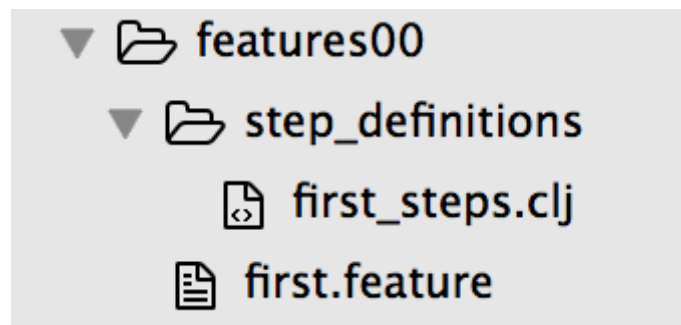 features00
step_definitions
first_steps.clj
first.feature